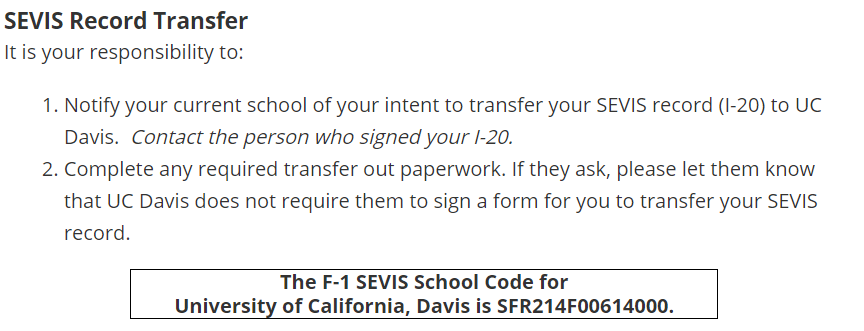 SEVIS Record Transfer
It is your responsibility to:
1. Notify your current school of your intent to transfer your SEVIS record (I-20) to UC
Davis.  Contact the person who signed your I-20.
2. Complete any required transfer out paperwork. If they ask, please let them know
that UC Davis does not require them to sign a form for you to transfer your SEVIS
record.
The F-1 SEVIS School Code for
University of California, Davis is SFR214F00614000.